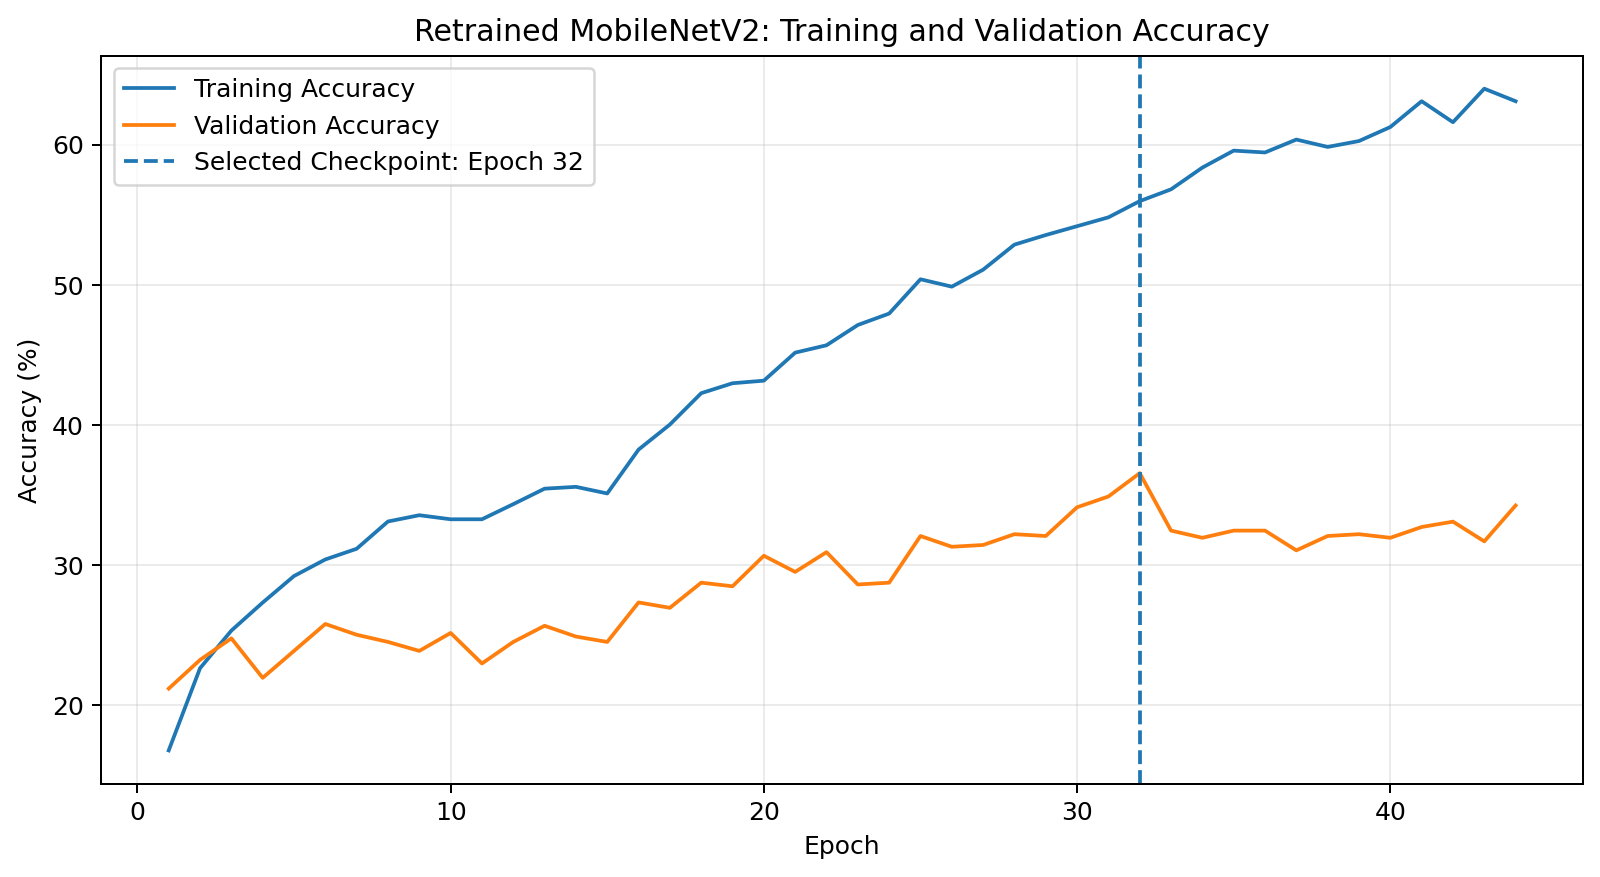 Retrained MobileNetV2: Training and Validation Accuracy
Training Accuracy
Validation Accuracy
Selected Checkpoint: Epoch 32
Accuracy (%)
60
50
40
30
20
0 10 20 30 40
Epoch